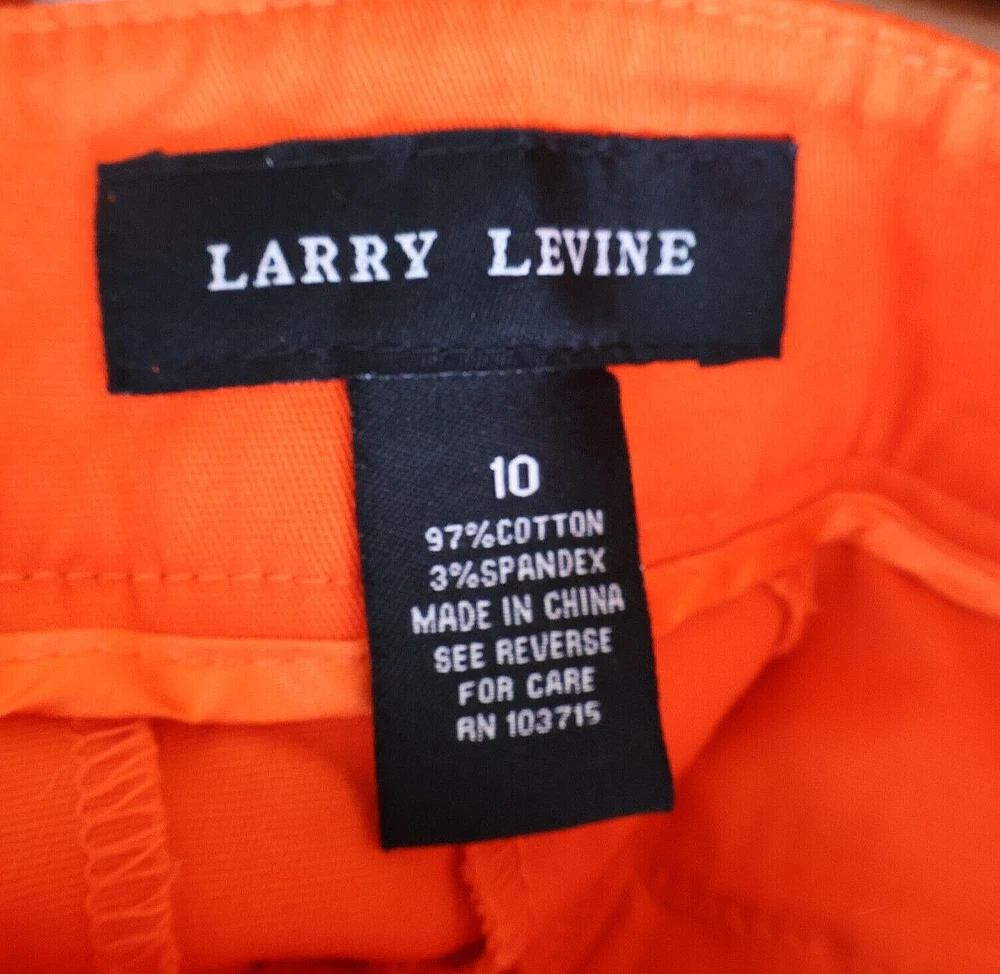 LARRY LEVINE
10
97%COTTON
3%SPANDEX
MADE IN CHINA
SEE REVERSE
FOR CARE
RN 103715